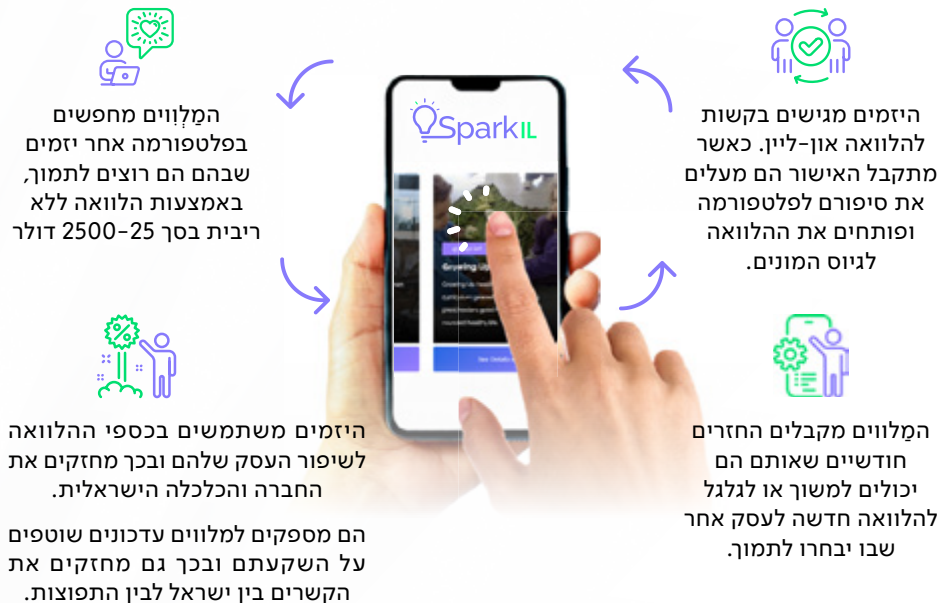 היזמים מגישים בקשות
להלוואה און-ליין. כאשר
מתקבל האישור הם מעלים
את סיפורם לפלטפורמה
ופותחים את ההלוואה
לגיוס המונים.
המַלְוִוים מחפשים
בפלטפורמה אחר יזמים
שבהם הם רוצים לתמוך,
באמצעות הלוואה ללא
ריבית בסך 2500-25 דולר
SparkIL
Growing Up
See Details
היזמים משתמשים בכספי ההלוואה
לשיפור העסק שלהם ובכך מחזקים את
החברה והכלכלה הישראלית.
הם מספקים למלווים עדכונים שוטפים
על השקעתם ובכך גם מחזקים את
הקשרים בין ישראל לבין התפוצות.
המַלווים מקבלים החזרים
חודשיים שאותם הם
יכולים למשוך או לגלגל
להלוואה חדשה לעסק אחר
שבו יבחרו לתמוך.